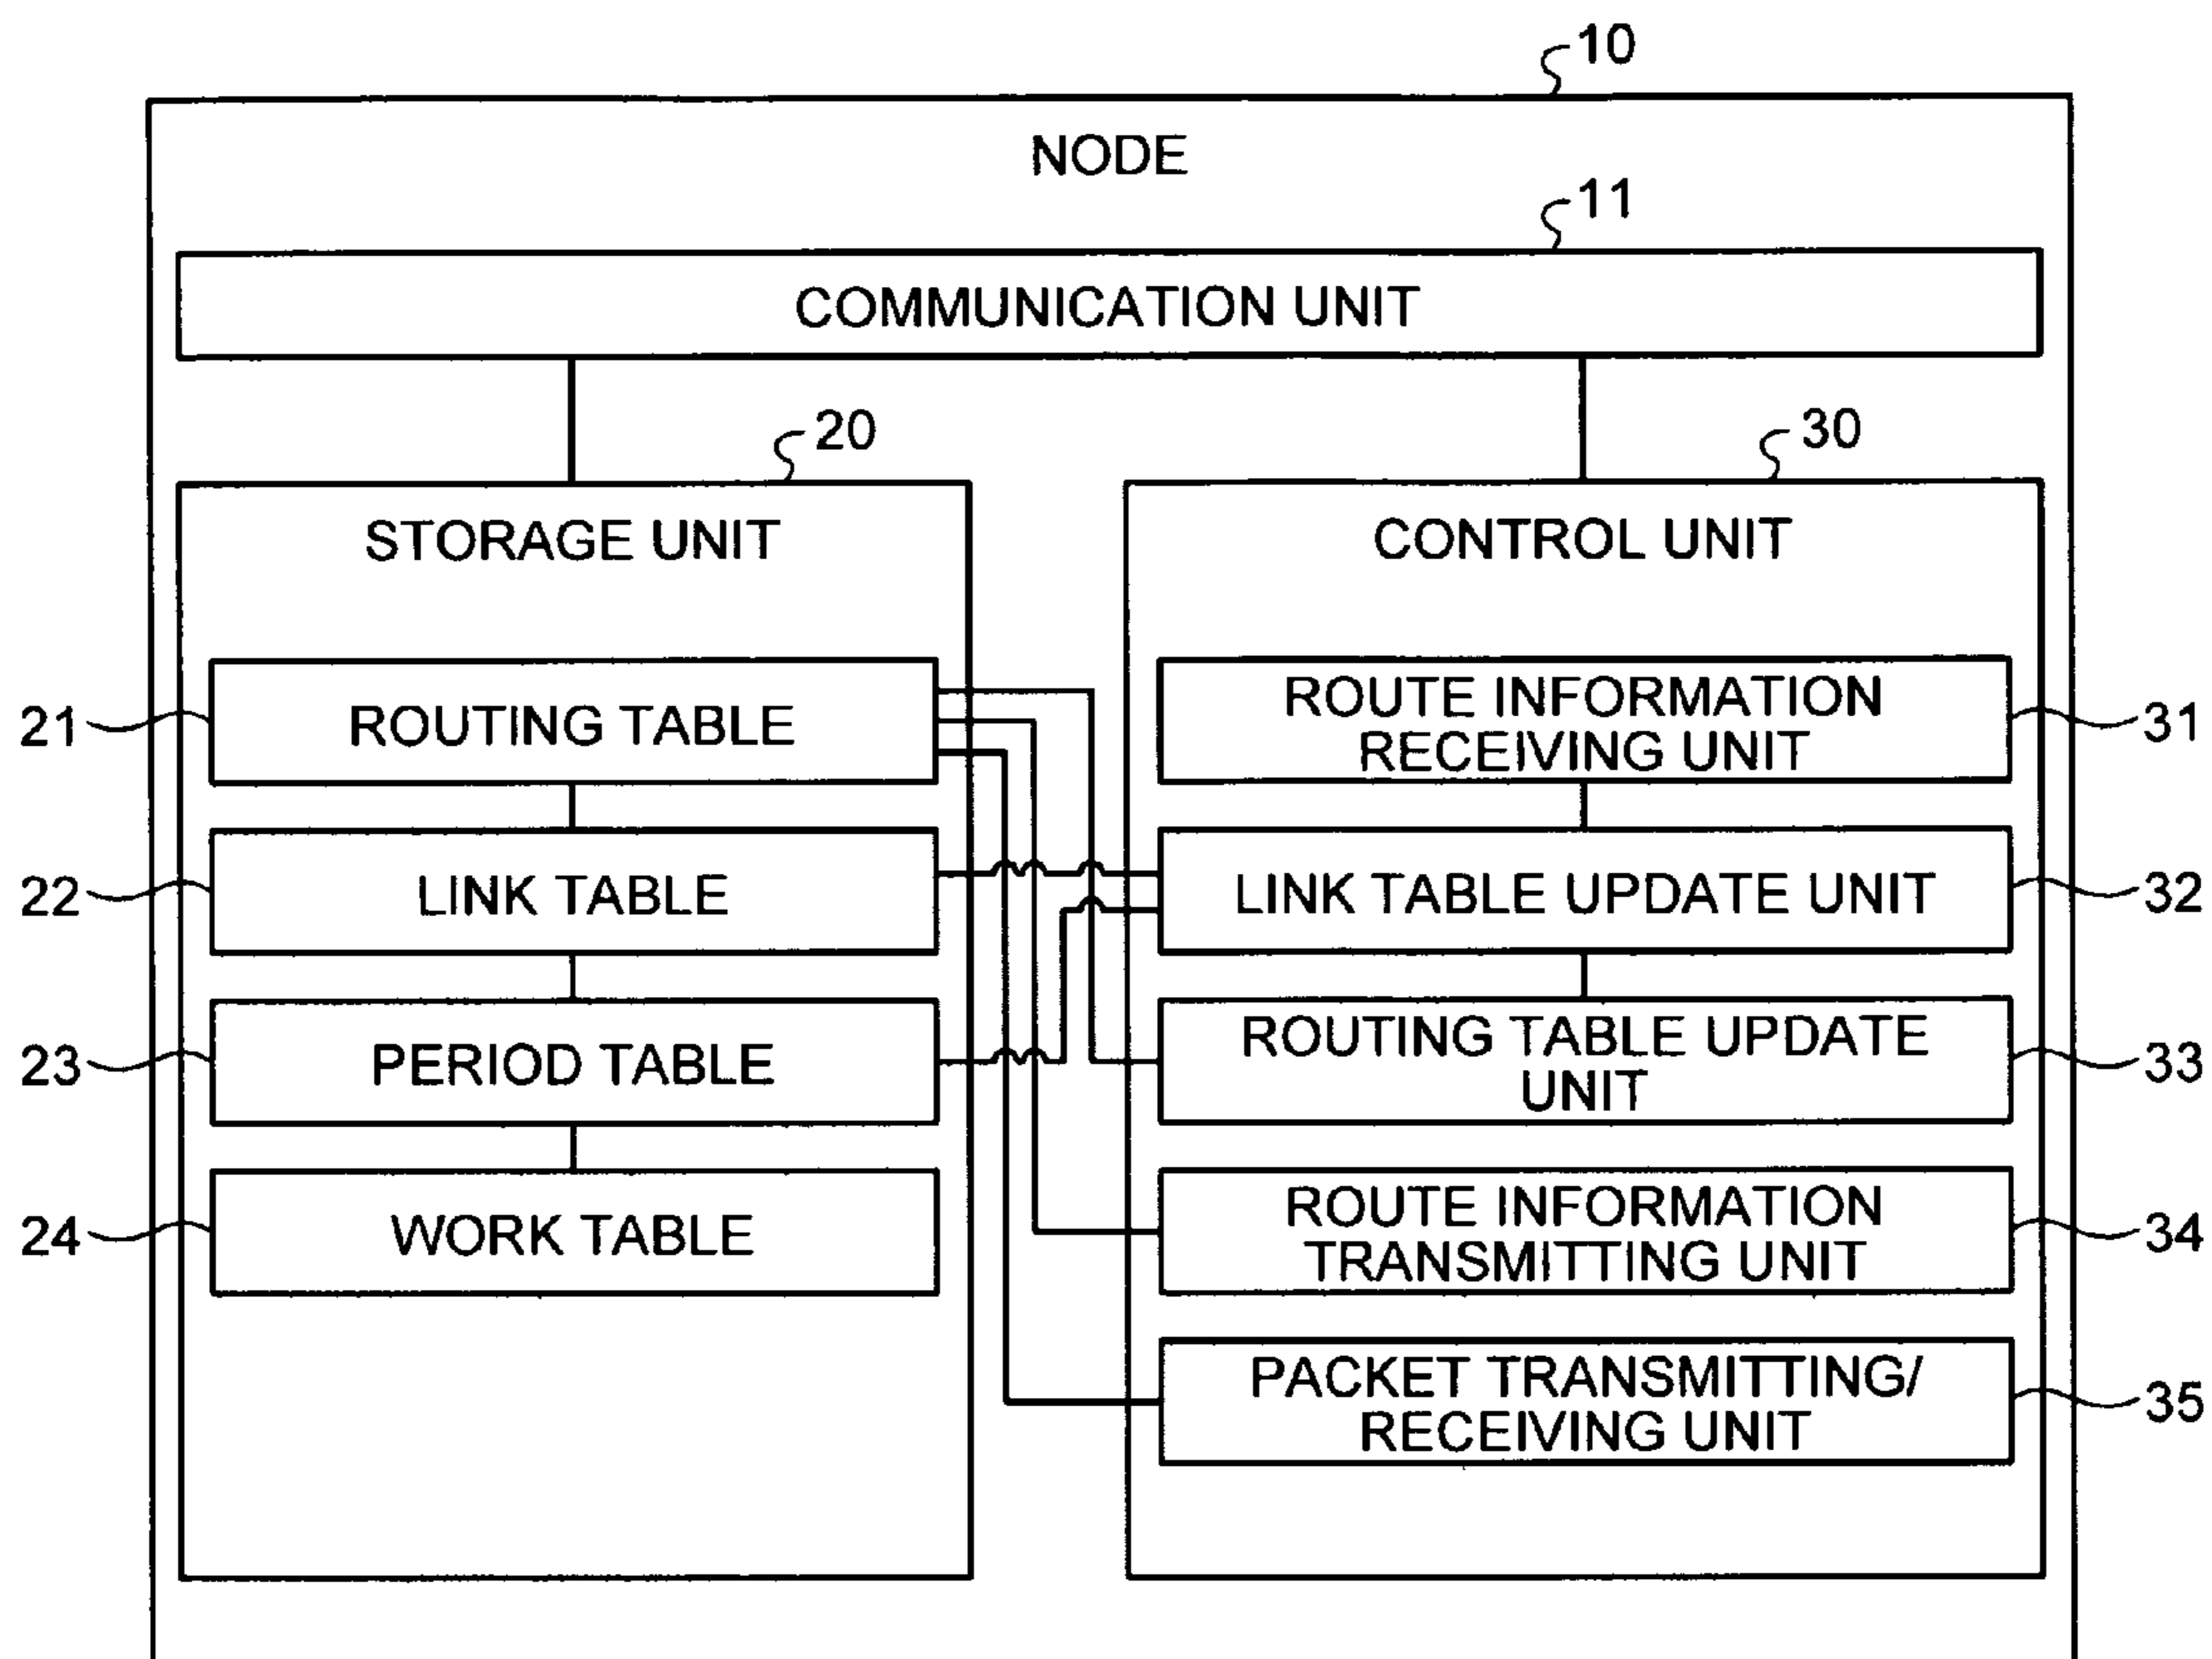 10
NODE
11
COMMUNICATION UNIT
20
30
STORAGE UNIT
CONTROL UNIT
21
ROUTING TABLE
ROUTE INFORMATION
RECEIVING UNIT
31
22
LINK TABLE
LINK TABLE UPDATE UNIT
32
23
PERIOD TABLE
ROUTING TABLE UPDATE
UNIT
33
24
WORK TABLE
ROUTE INFORMATION
TRANSMITTING UNIT
34
PACKET TRANSMITTING/
RECEIVING UNIT
35